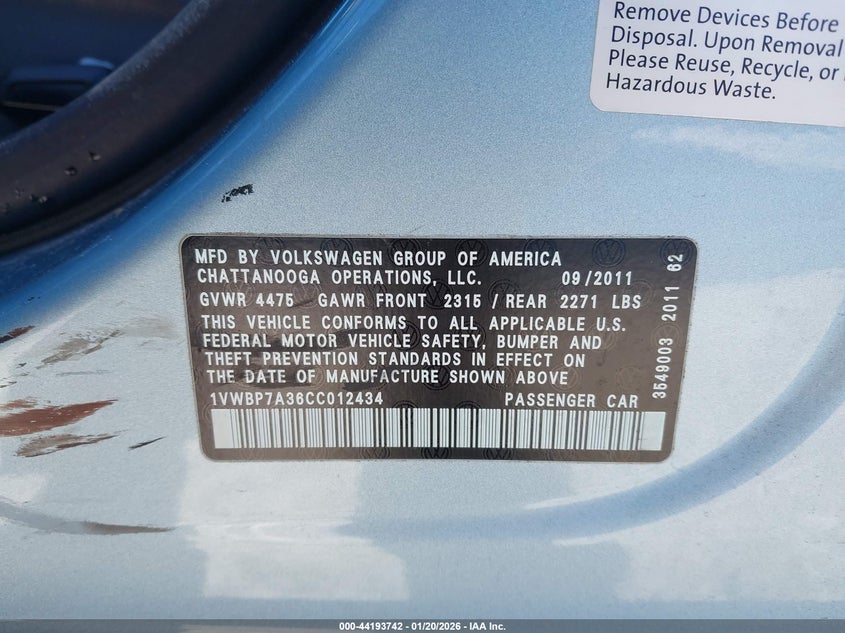 Remove Devices Before
Disposal. Upon Removal
Please Reuse, Recycle, or
Hazardous Waste.
MFD BY VOLKSWAGEN GROUP OF AMERICA
CHATTANOOGA OPERATIONS, LLC. 09/2011
GVWR 4475 GAWR FRONT 2315 / REAR 2271 LBS
THIS VEHICLE CONFORMS TO ALL APPLICABLE U.S.
FEDERAL MOTOR VEHICLE SAFETY, BUMPER AND
THEFT PREVENTION STANDARDS IN EFFECT ON
THE DATE OF MANUFACTURE SHOWN ABOVE
1VWBP7A36CC012434 PASSENGER CAR
3549003 2011 62
000-44193742 - 01/20/2026 - IAA Inc.